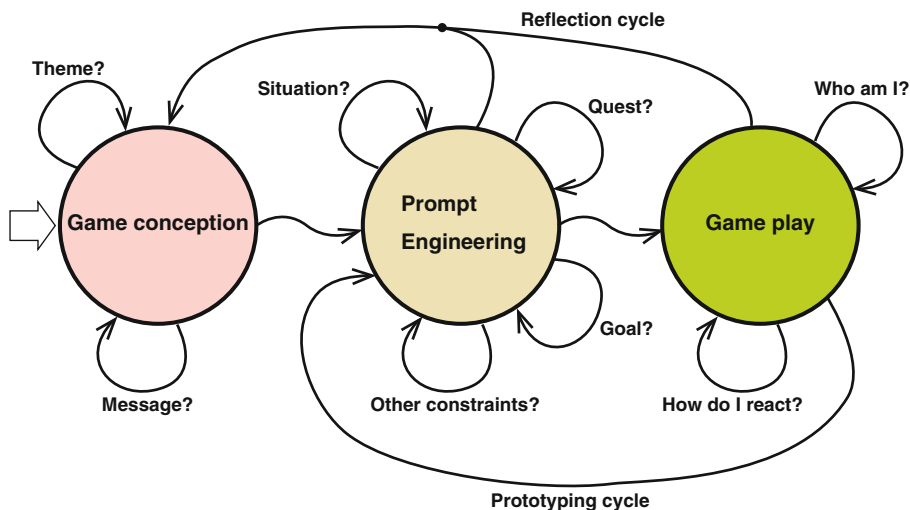 Reflection cycle
Theme?
Situation?
Quest?
Who am I?
Game conception
Prompt
Engineering
Game play
Goal?
Message?
Other constraints?
How do I react?
Prototyping cycle